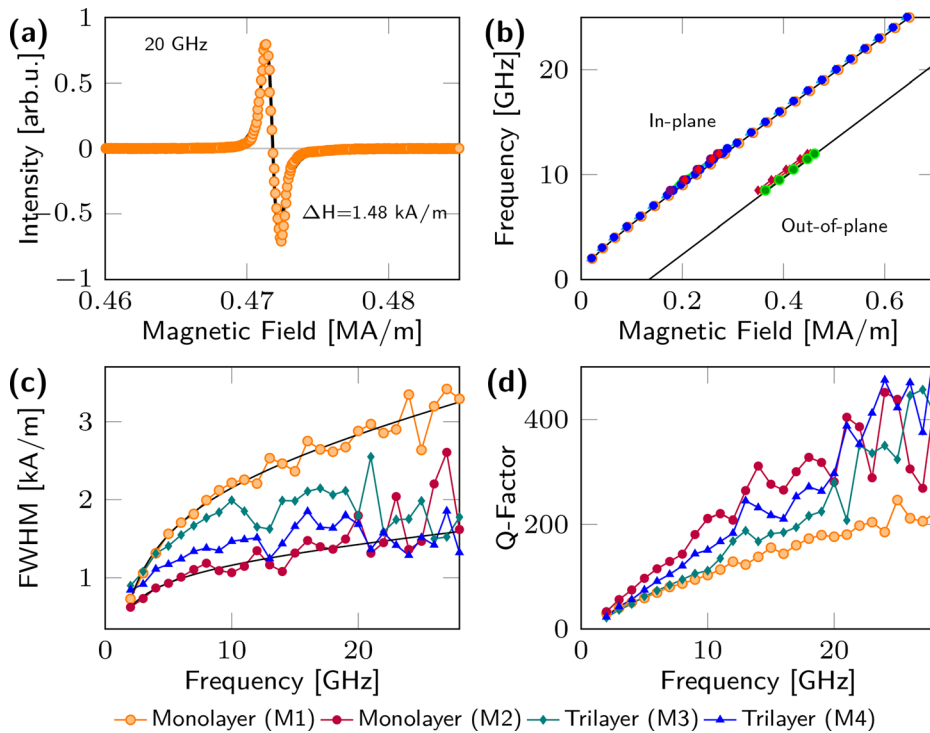 (a)
20 GHz
ΔH=1.48 kA/m
1
0.5
0
−0.5
−1
0.46
0.47
0.48
Intensity [arb.u.]
Magnetic Field [MA/m]
(b)
In-plane
Out-of-plane
20
10
0
0
0.2
0.4
0.6
Frequency [GHz]
Magnetic Field [MA/m]
(c)
3
2
1
0
10
20
FWHM [kA/m]
Frequency [GHz]
(d)
400
200
0
0
10
20
Q-Factor
Frequency [GHz]
Monolayer (M1) Monolayer (M2) Trilayer (M3) Trilayer (M4)